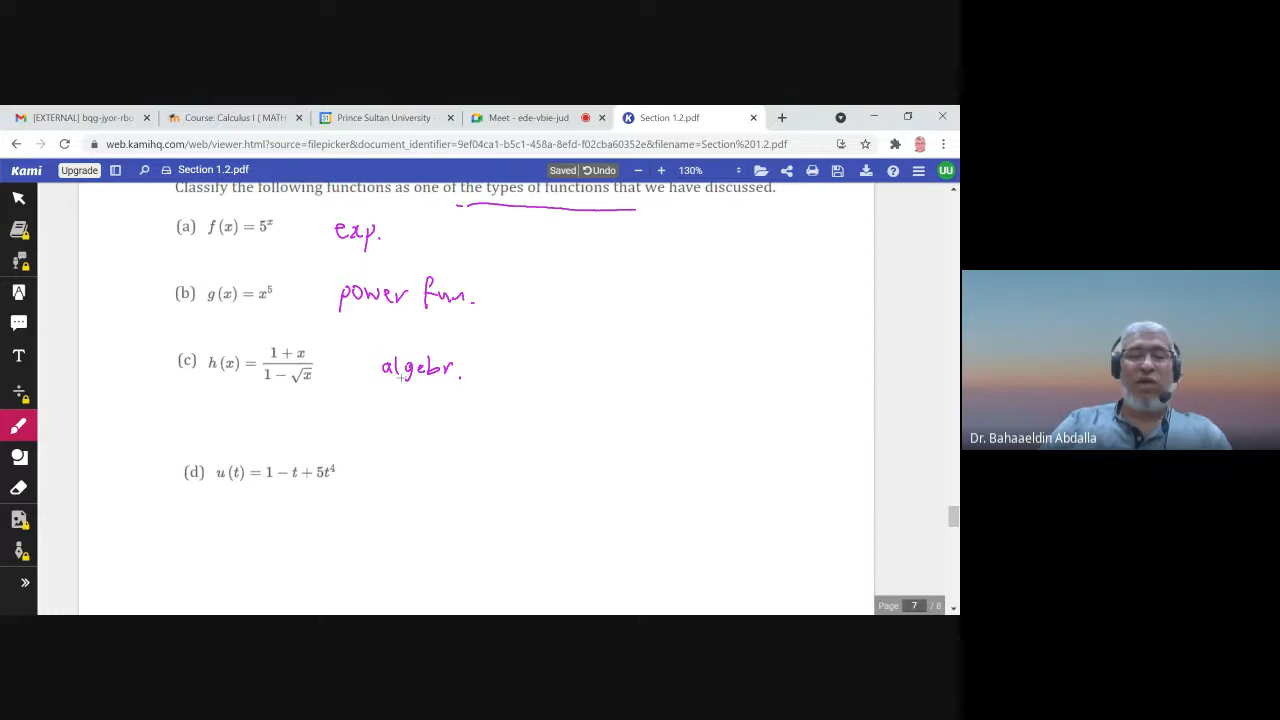 [EXTERNAL] bqg-jyor-rbo
Course: Calculus I ( MATH
Prince Sultan University -
Meet - ede-vbie-jud
Section 1.2.pdf
web.kamihq.com/web/viewer.html?source=filepicker&document_identifier=9ef04ca1-b5c1-458a-8efd-f02cba60352e&filename=Section%201.2.pdf
Kami Upgrade Section 1.2.pdf Saved Undo 130% UU
Classify the following functions as one of the types of functions that we have discussed.
(a) f (x) = 5^x exp.
(b) g (x) = x^5 power fun.
(c) h (x) = (1 + x)/(1 − √x) algebr.
Dr. Bahaaeldin Abdalla
(d) u (t) = 1 − t + 5t^4
Page 7 / 8